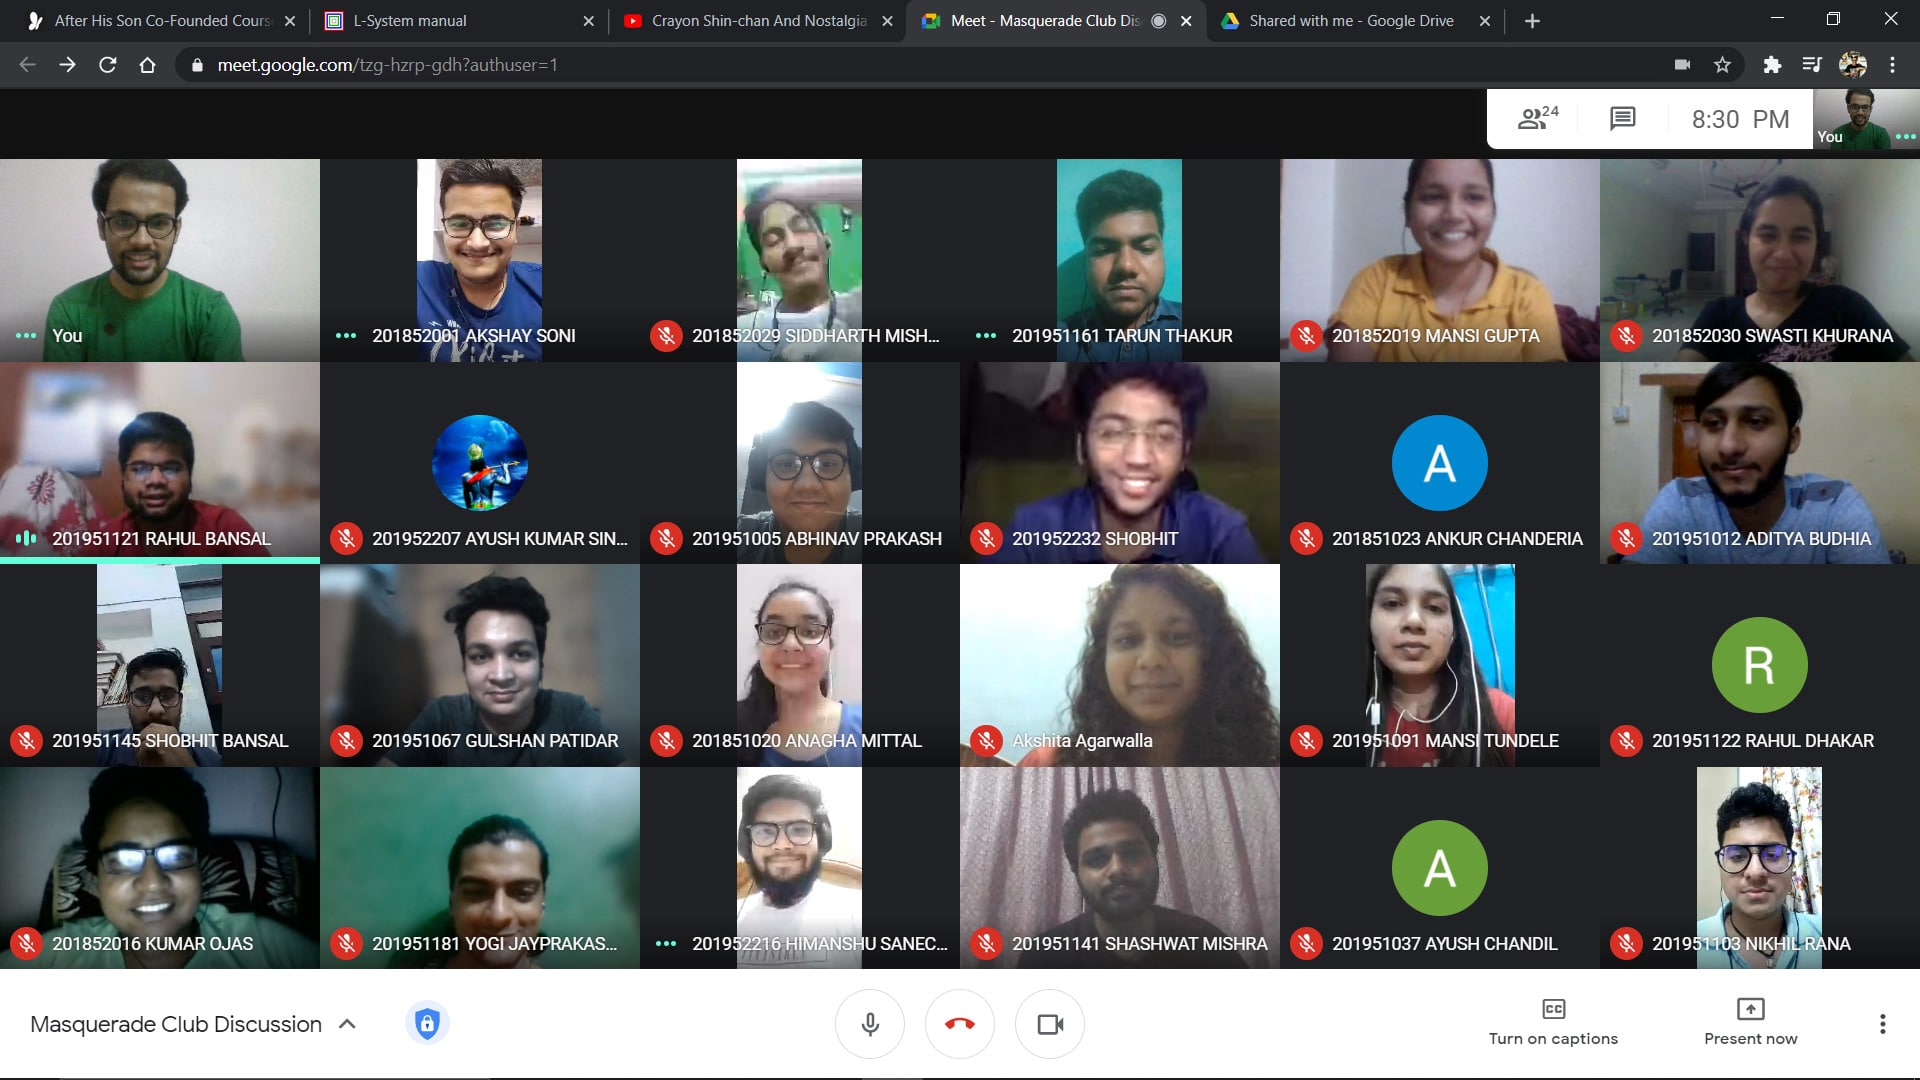 After His Son Co-Founded Cours
L-System manual
Crayon Shin-chan And Nostalgia
Meet - Masquerade Club Dis
Shared with me - Google Drive
meet.google.com/tzg-hzrp-gdh?authuser=1
24
8:30 PM
You
You
201852001 AKSHAY SONI
201852029 SIDDHARTH MISH...
201951161 TARUN THAKUR
201852019 MANSI GUPTA
201852030 SWASTI KHURANA
201951121 RAHUL BANSAL
201952207 AYUSH KUMAR SIN...
201951005 ABHINAV PRAKASH
201952232 SHOBHIT
A
201851023 ANKUR CHANDERIA
201951012 ADITYA BUDHIA
201951145 SHOBHIT BANSAL
201951067 GULSHAN PATIDAR
201851020 ANAGHA MITTAL
Akshita Agarwalla
201951091 MANSI TUNDELE
R
201951122 RAHUL DHAKAR
201852016 KUMAR OJAS
201951181 YOGI JAYPRAKAS...
201952216 HIMANSHU SANEC...
201951141 SHASHWAT MISHRA
A
201951037 AYUSH CHANDIL
201951103 NIKHIL RANA
Masquerade Club Discussion
CC
Turn on captions
Present now